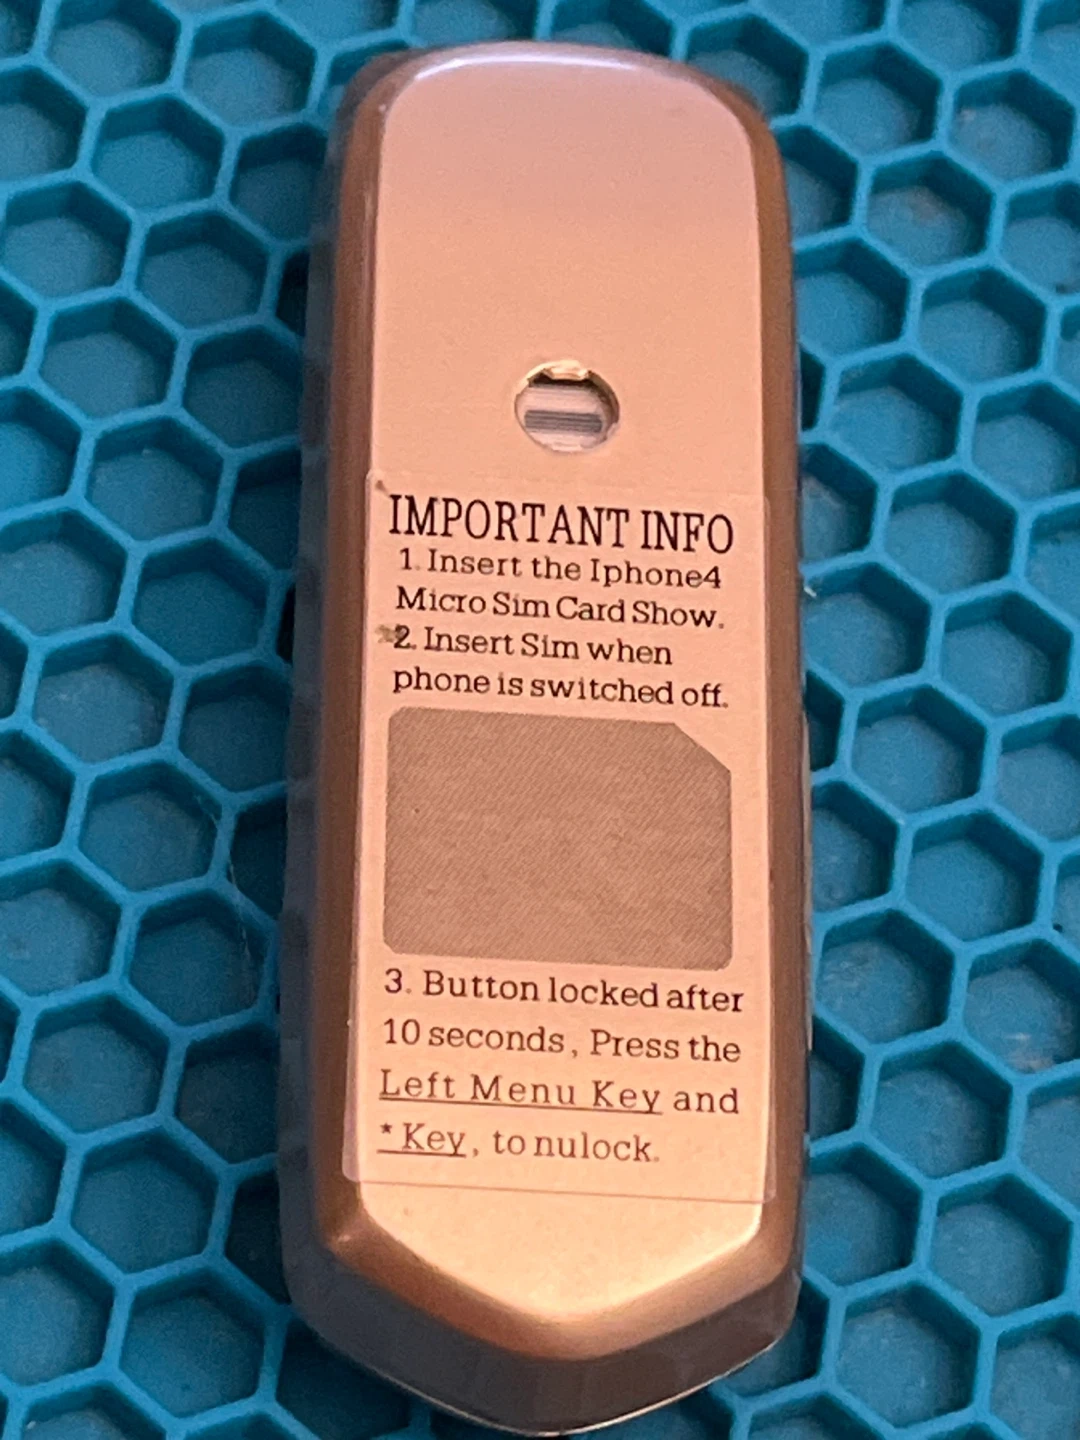 IMPORTANT INFO
1. Insert the Iphone4
Micro Sim Card Show.
2. Insert Sim when
phone is switched off.
3. Button locked after
10 seconds, Press the
Left Menu Key and
* Key, to nulock.